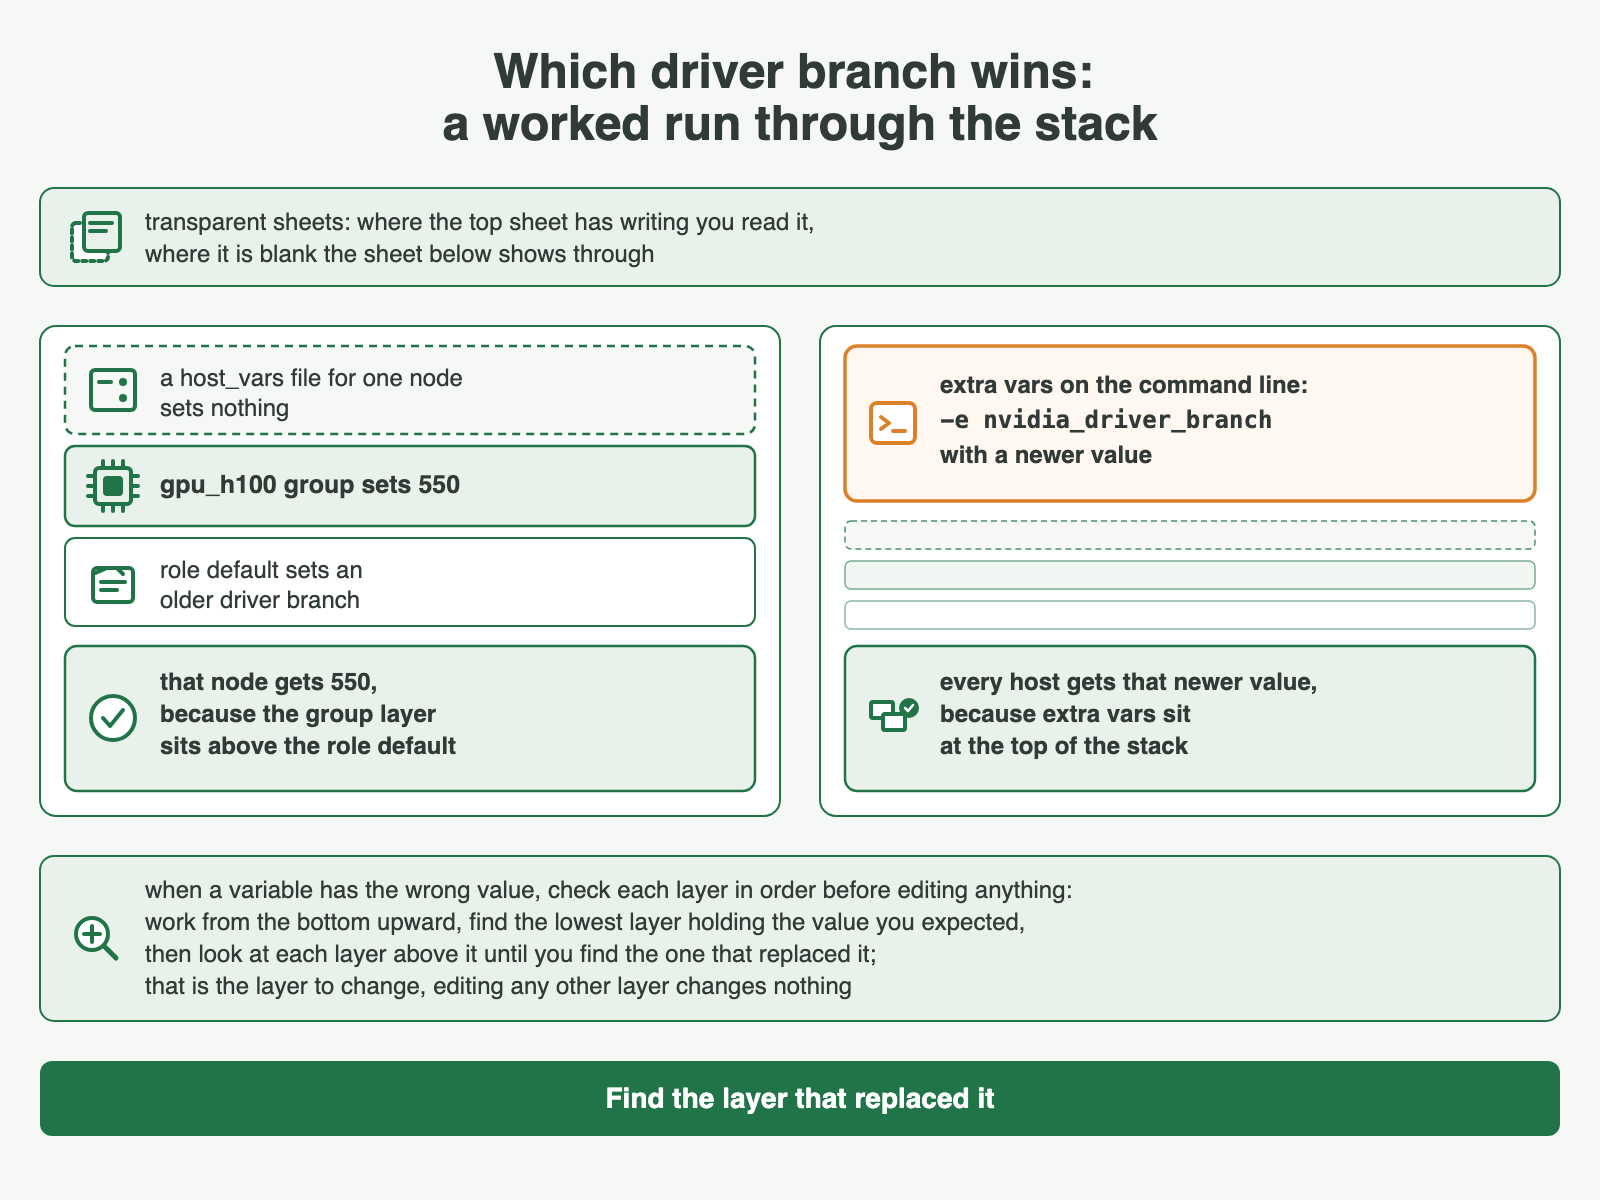 Which driver branch wins:
a worked run through the stack
transparent sheets: where the top sheet has writing you read it,
where it is blank the sheet below shows through
a host_vars file for one node
sets nothing
gpu_h100 group sets 550
role default sets an
older driver branch
that node gets 550,
because the group layer
sits above the role default
extra vars on the command line:
–e nvidia_driver_branch
with a newer value
every host gets that newer value,
because extra vars sit
at the top of the stack
when a variable has the wrong value, check each layer in order before editing anything:
work from the bottom upward, find the lowest layer holding the value you expected,
then look at each layer above it until you find the one that replaced it;
that is the layer to change, editing any other layer changes nothing
Find the layer that replaced it